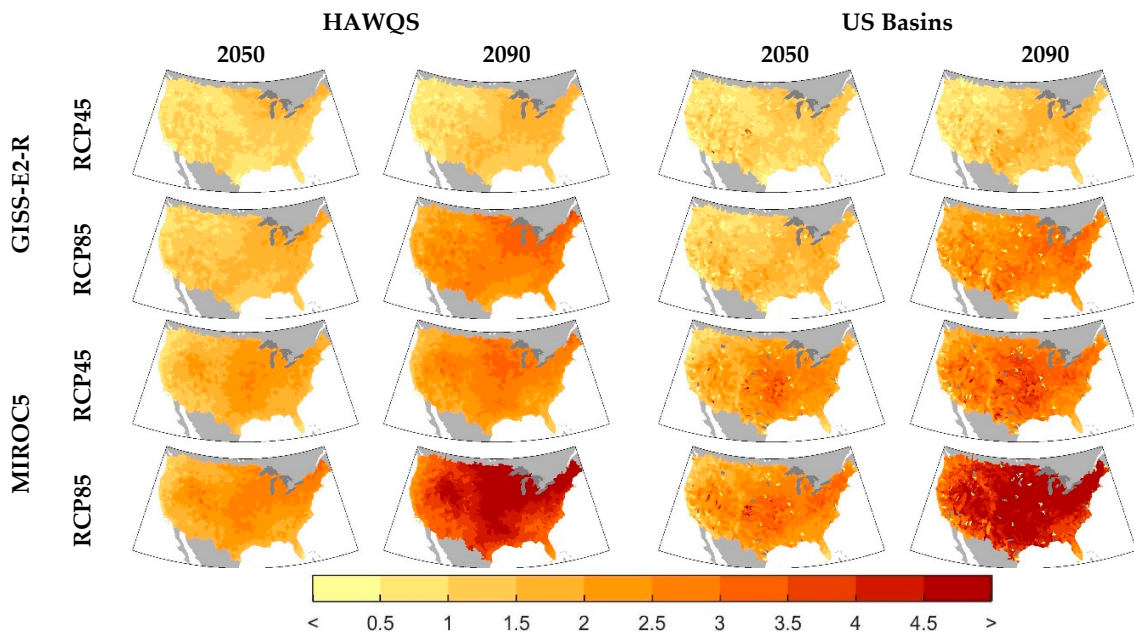 HAWQS US Basins
2050 2090 2050 2090
GISS-E2-R
RCP45
RCP85
MIROC5
RCP45
RCP85
< 0.5 1 1.5 2 2.5 3 3.5 4 4.5 >